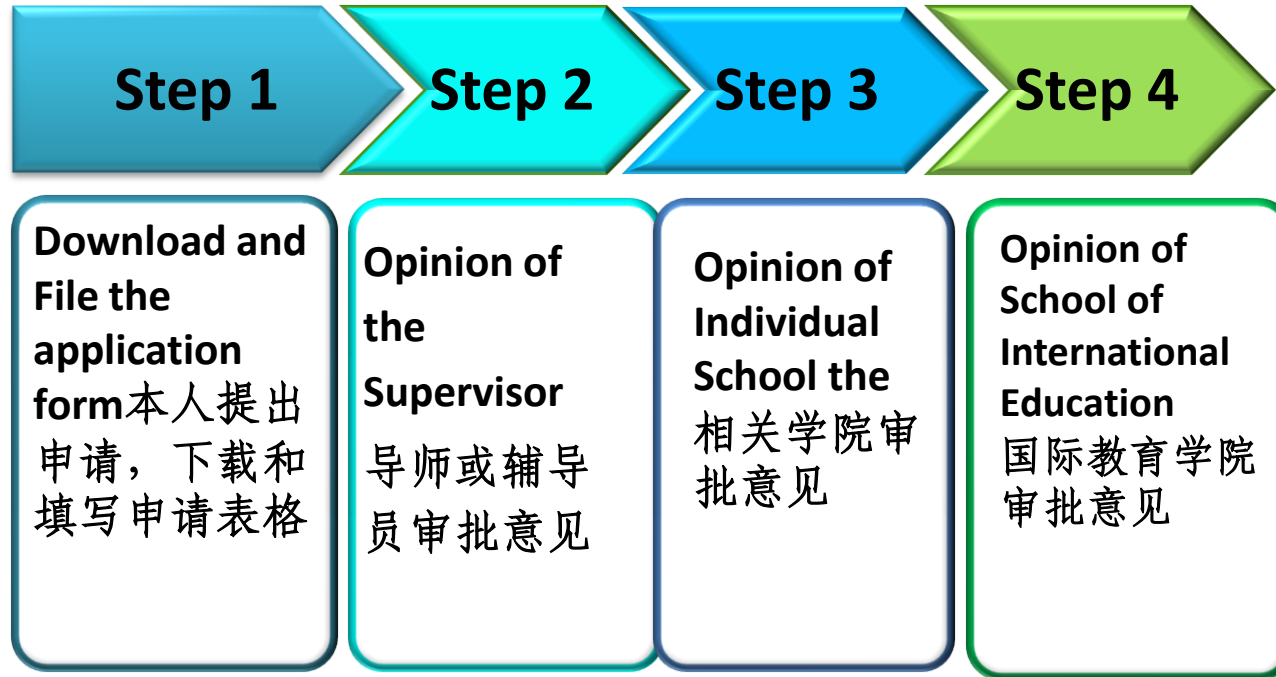 Step 1
Step 2
Step 3
Step 4
Download and
File the
application
form本人提出
申请，下载和
填写申请表格
Opinion of
the
Supervisor
导师或辅导
员审批意见
Opinion of
Individual
School the
相关学院审
批意见
Opinion of
School of
International
Education
国际教育学院
审批意见